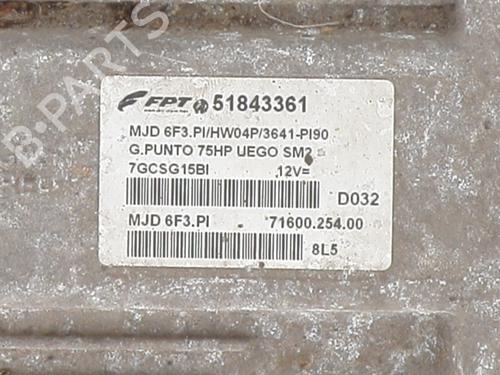 B-PARTS
FPT 51843361
MJD 6F3.PI/HW04P/3641-PI90
G.PUNTO 75HP UEGO SM2
7GCSG15BI 12V=
D032
MJD 6F3.PI 71600.254.00
8L5